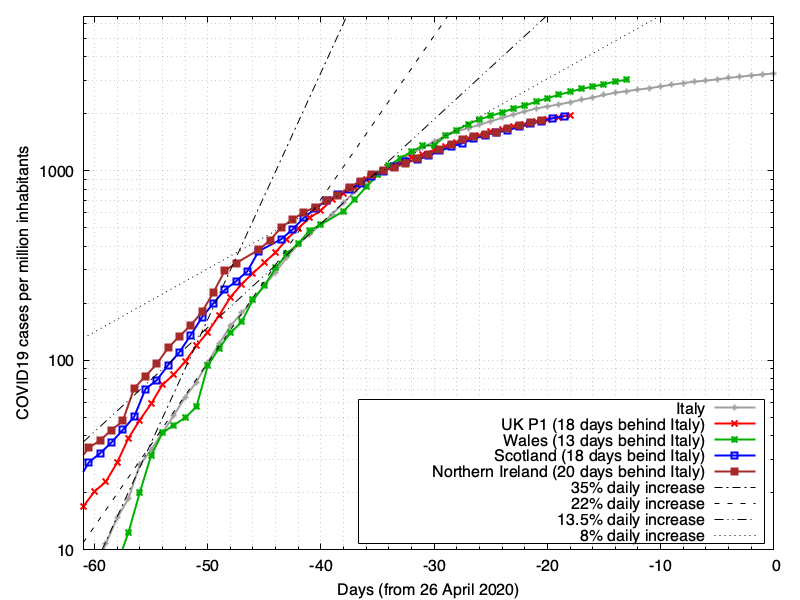 COVID19 cases per million inhabitants
1000
100
10
Italy
UK P1 (18 days behind Italy)
Wales (13 days behind Italy)
Scotland (18 days beind Italy)
Northern Ireland (20 days behind Italy)
35% daily increase
22% daily increase
13.5% daily increase
8% daily increase
-60 -50 -40 -30 -20 -10 0
Days (from 26 April 2020)